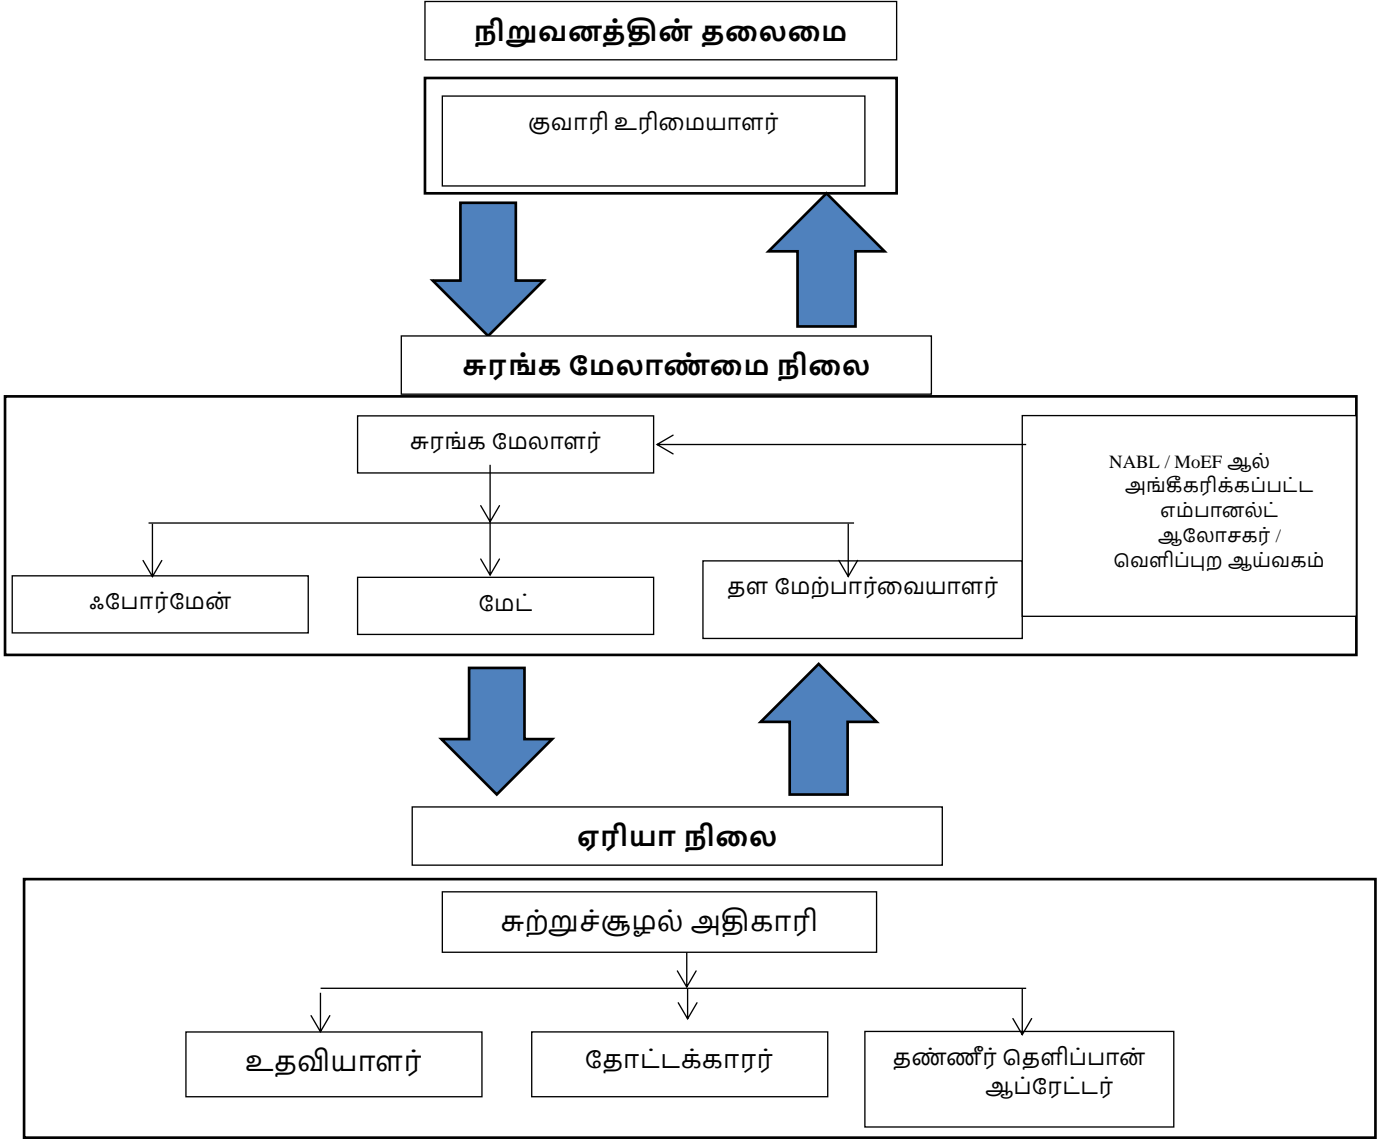 நிறுவனத்தின் தலைமை
குவாரி உரிமையாளர்
சுரங்க மேலாண்மை நிலை
சுரங்க மேலாளர்
NABL / MoEF ஆல்
அங்கீகரிக்கப்பட்ட
எம்பானல்ட்
ஆலோசகர் /
வெளிப்புற ஆய்வகம்
ஃபோர்மேன்
மேட்
தள மேற்பார்வையாளர்
ஏரியா நிலை
சுற்றுச்சூழல் அதிகாரி
உதவியாளர்
தோட்டக்காரர்
தண்ணீர் தெளிப்பான்
ஆப்ரேட்டர்